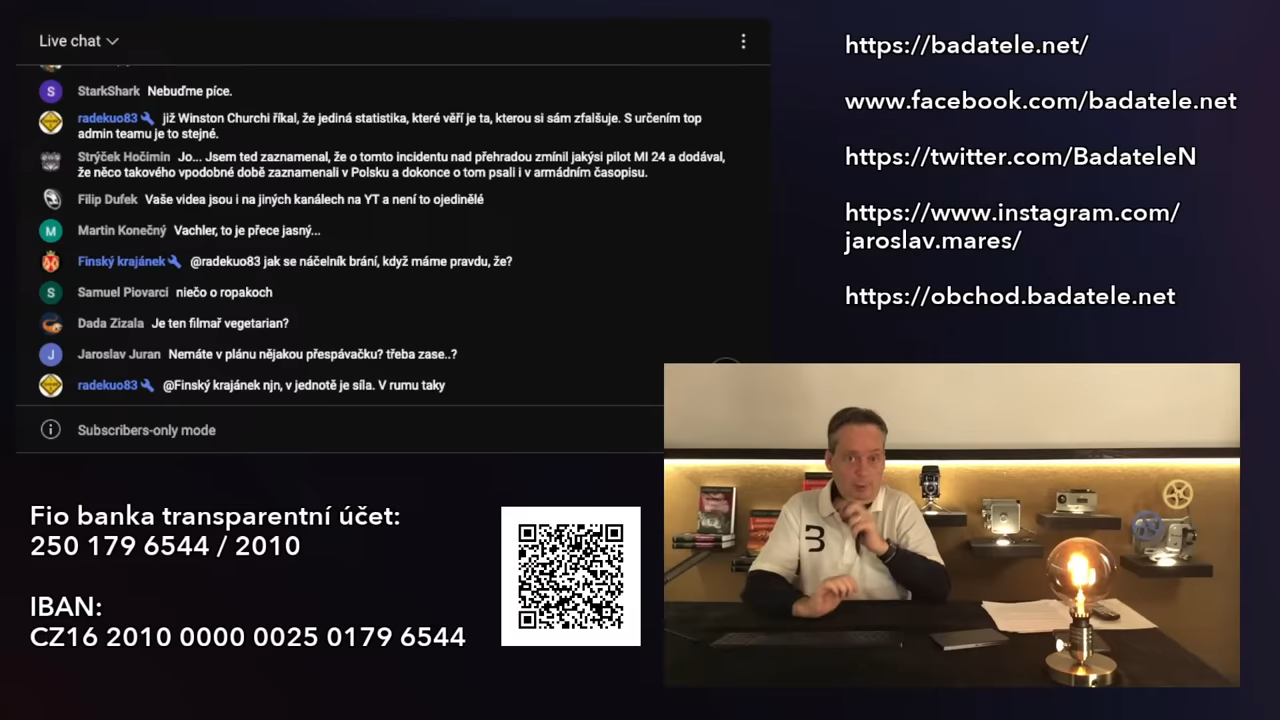 Live chat
S StarkShark Nebuďme píce.
radekuo83 již Winston Churchi říkal, že jediná statistika, které věří je ta, kterou si sám zfalšuje. S určením top
admin teamu je to stejné.
Strýček Hočimin Jo... Jsem ted zaznamenal, že o tomto incidentu nad přehradou zmínil jakýsi pilot MI 24 a dodával,
že něco takového vpodobné době zaznamenali v Polsku a dokonce o tom psali i v armádním časopisu.
Filip Dufek Vaše videa jsou i na jiných kanálech na YT a není to ojedinělé
M Martin Konečný Vachler, to je přece jasný...
Finský krajánek @radekuo83 jak se náčelník brání, když máme pravdu, že?
S Samuel Piovarci niečo o ropakoch
Dada Zizala Je ten filmař vegetarian?
J Jaroslav Juran Nemáte v plánu nějakou přespávačku? třeba zase..?
radekuo83 @Finský krajánek njn, v jednotě je síla. V rumu taky
Subscribers-only mode
https://badatele.net/
www.facebook.com/badatele.net
https://twitter.com/BadateleN
https://www.instagram.com/
jaroslav.mares/
https://obchod.badatele.net
Fio banka transparentní účet:
250 179 6544 / 2010
IBAN:
CZ16 2010 0000 0025 0179 6544
B